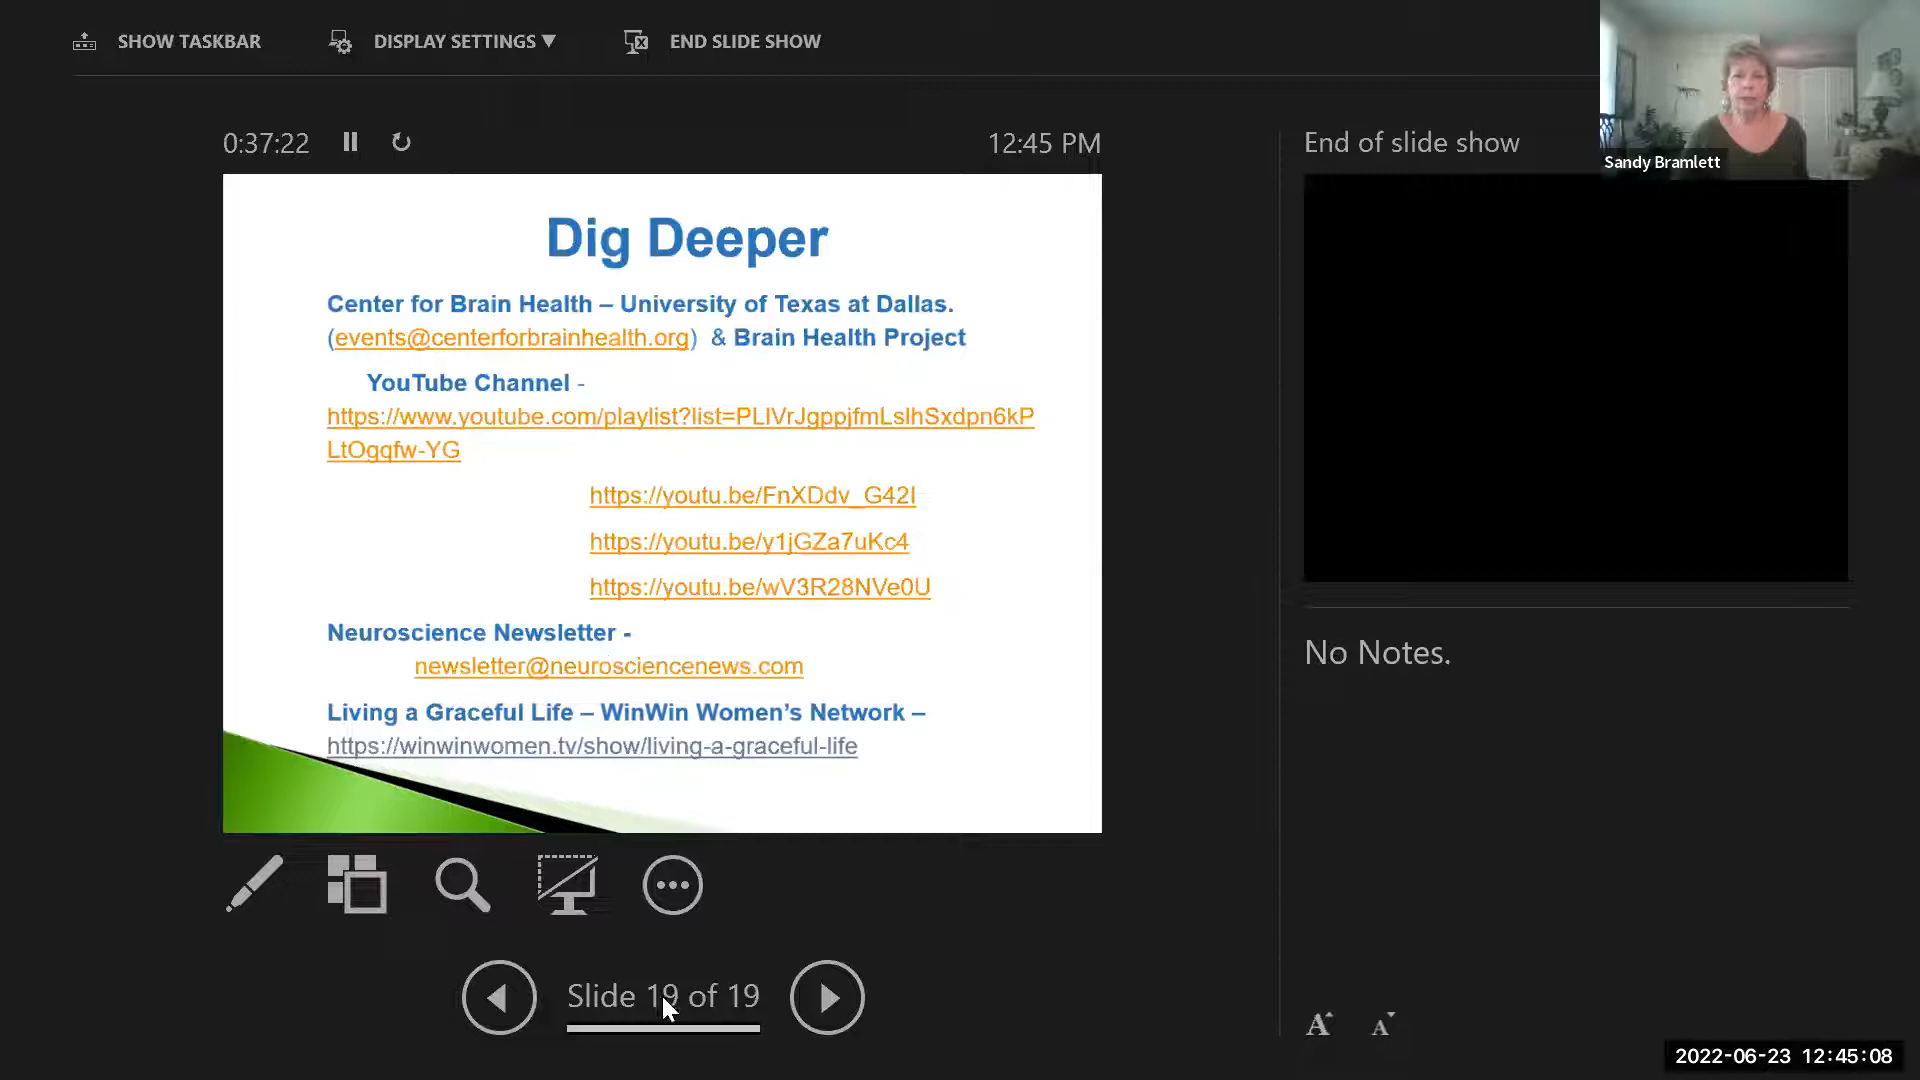 SHOW TASKBAR
DISPLAY SETTINGS ▼
END SLIDE SHOW
0:37:22
12:45 PM
End of slide show
Sandy Bramlett
Dig Deeper
Center for Brain Health – University of Texas at Dallas.
(events@centerforbrainhealth.org) & Brain Health Project
YouTube Channel -
https://www.youtube.com/playlist?list=PLlVrJgppjfmLslhSxdpn6kP
LtOgqfw-YG
https://youtu.be/FnXDdv_G42I
https://youtu.be/y1jGZa7uKc4
https://youtu.be/wV3R28NVe0U
Neuroscience Newsletter -
newsletter@neurosciencenews.com
Living a Graceful Life – WinWin Women’s Network –
https://winwinwomen.tv/show/living-a-graceful-life
No Notes.
Slide 19 of 19
A A
2022-06-23 12:45:08